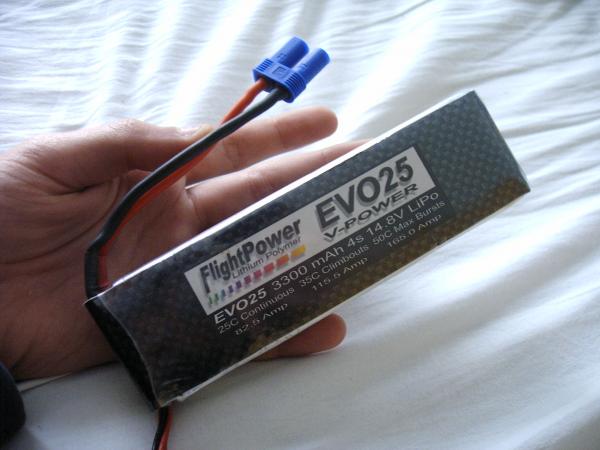 FlightPower
Lithium Polymer
EVO25
V-POWER
EVO25 3300 mAh 4s 14.8V LiPo
25C Continuous 35C Climbouts 50C Max Bursts
82.5 Amp 115.5 Amp 165.0 Amp